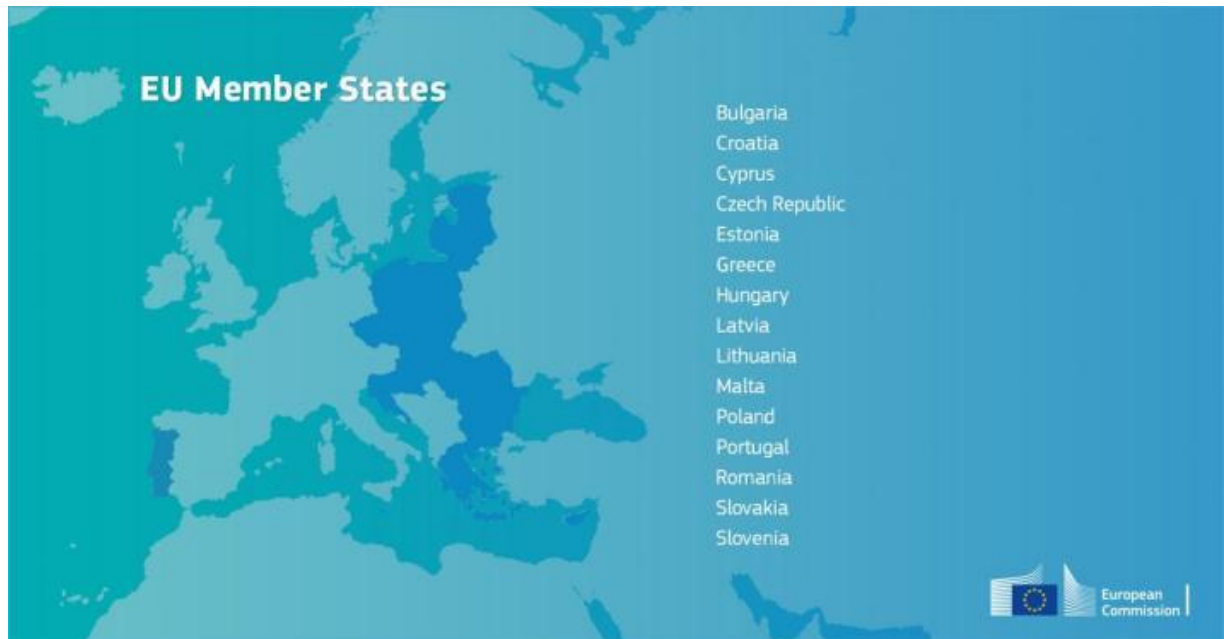 EU Member States
Bulgaria
Croatia
Cyprus
Czech Republic
Estonia
Greece
Hungary
Latvia
Lithuania
Malta
Poland
Portugal
Romania
Slovakia
Slovenia
European
Commission